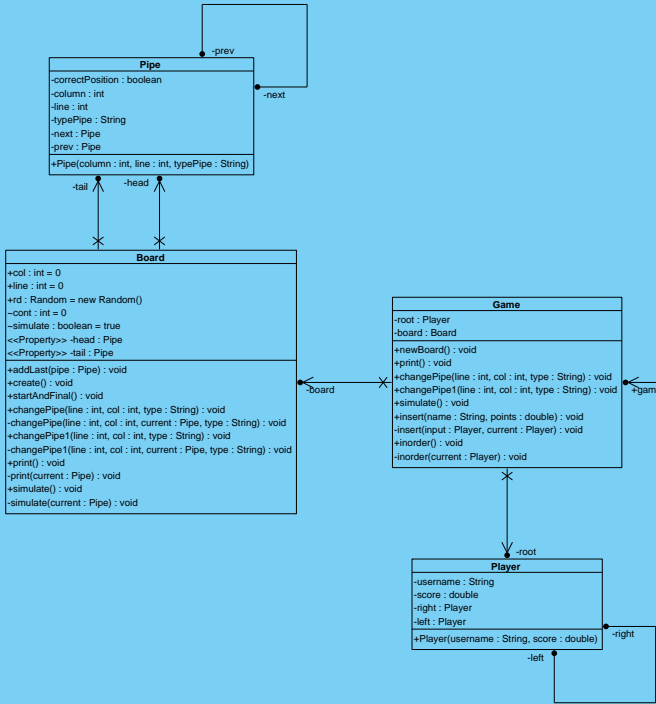 -prev
Pipe
-correctPosition : boolean
-column : int
-line : int
-typePipe : String
-next : Pipe
-prev : Pipe
+Pipe(column : int, line : int, typePipe : String)
-next
-tail
-head
Board
+col : int = 0
+line : int = 0
+rd : Random = new Random()
~cont : int = 0
~simulate : boolean = true
<<Property>> -head : Pipe
<<Property>> -tail : Pipe
+addLast(pipe : Pipe) : void
+create() : void
+startAndFinal() : void
+changePipe(line : int, col : int, type : String) : void
-changePipe(line : int, col : int, current : Pipe, type : String) : void
+changePipe1(line : int, col : int, type : String) : void
-changePipe1(line : int, col : int, current : Pipe, type : String) : void
+print() : void
-print(current : Pipe) : void
+simulate() : void
-simulate(current : Pipe) : void
-board
Game
-root : Player
-board : Board
+newBoard() : void
+print() : void
+changePipe(line : int, col : int, type : String) : void
+changePipe1(line : int, col : int, type : String) : void
+simulate() : void
+insert(name : String, points : double) : void
-insert(input : Player, current : Player) : void
+inorder() : void
-inorder(current : Player) : void
+gam
-root
Player
-username : String
-score : double
-right : Player
-left : Player
+Player(username : String, score : double)
-right
-left